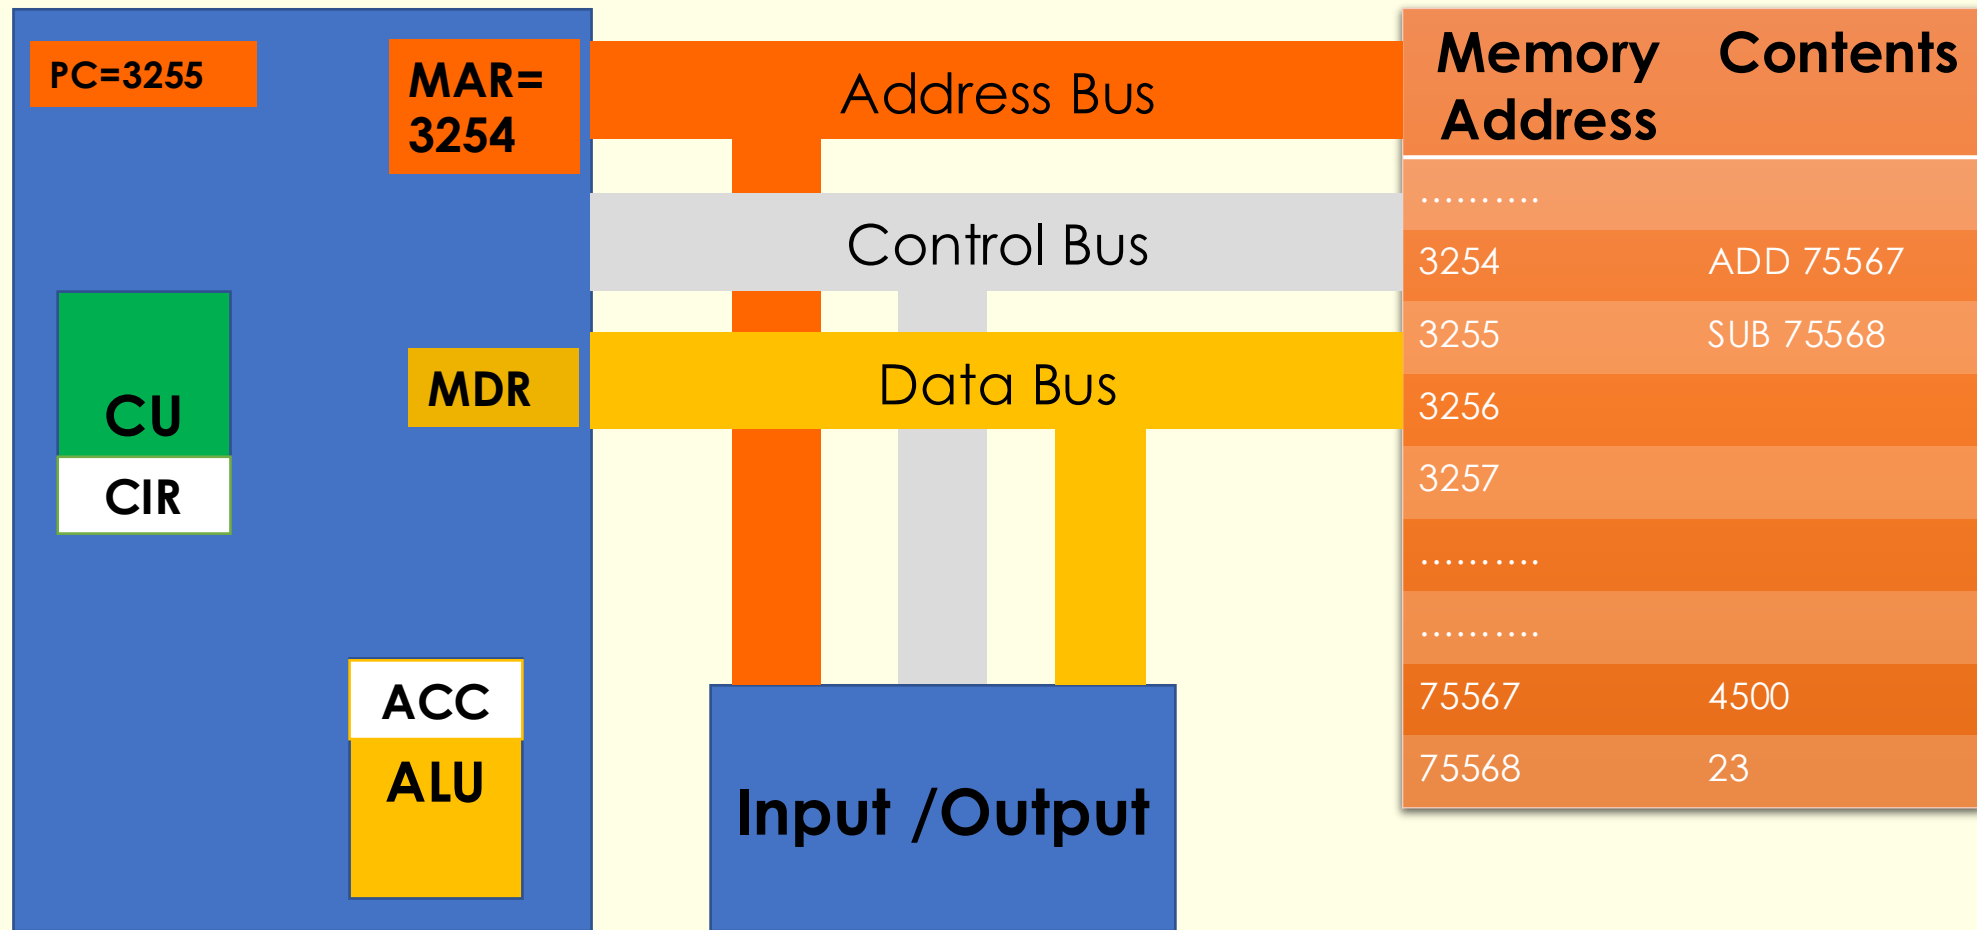 PC=3255
MAR=
3254
CU
CIR
MDR
ACC
ALU
Address Bus
Control Bus
Data Bus
Input /Output
Memory Address Contents
..........
3254 ADD 75567
3255 SUB 75568
3256
3257
..........
..........
75567 4500
75568 23